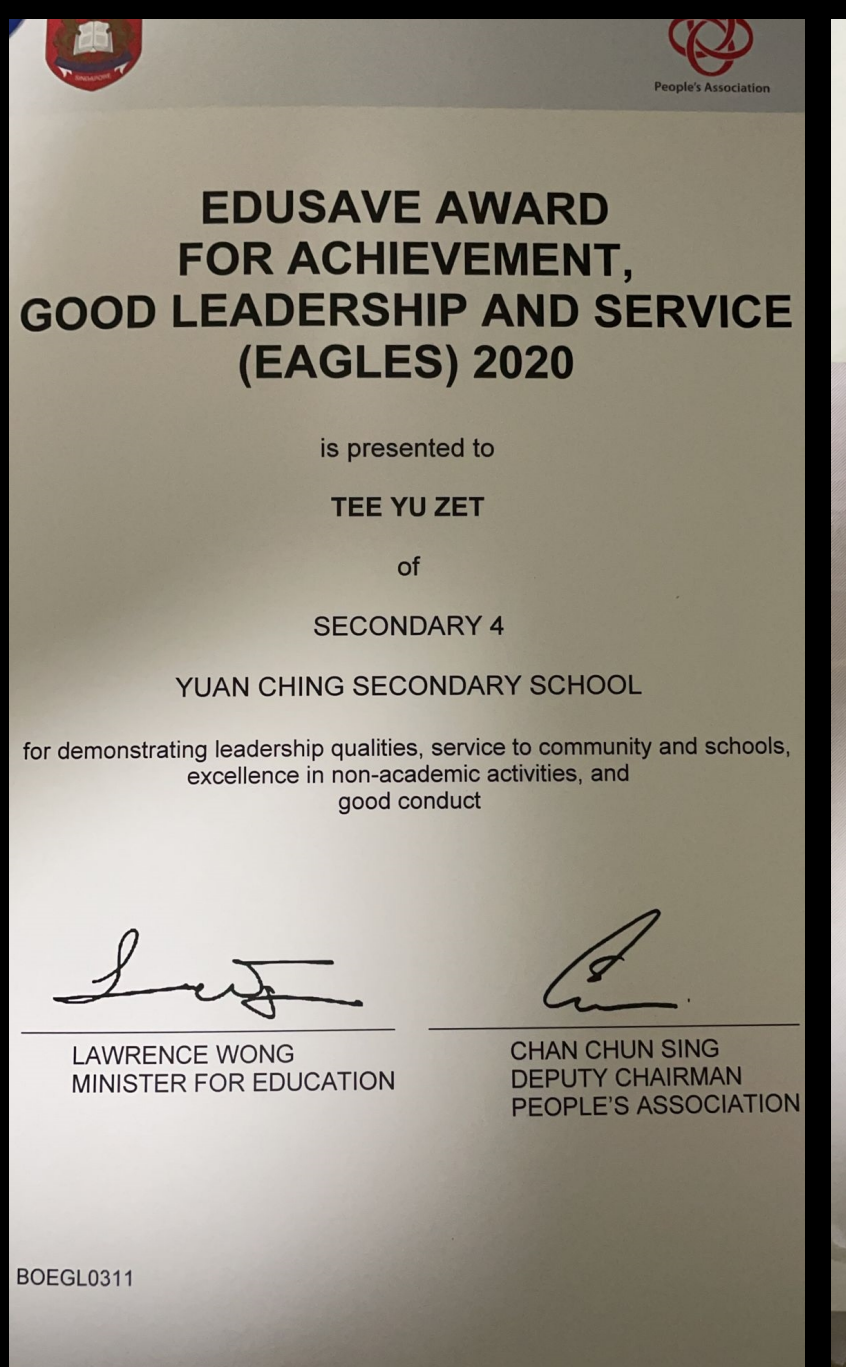 SINGAPORE
People's Association
EDUSAVE AWARD
FOR ACHIEVEMENT,
GOOD LEADERSHIP AND SERVICE
(EAGLES) 2020
is presented to
TEE YU ZET
of
SECONDARY 4
YUAN CHING SECONDARY SCHOOL
for demonstrating leadership qualities, service to community and schools,
excellence in non-academic activities, and
good conduct
LAWRENCE WONG
MINISTER FOR EDUCATION
CHAN CHUN SING
DEPUTY CHAIRMAN
PEOPLE'S ASSOCIATION
BOEGL0311